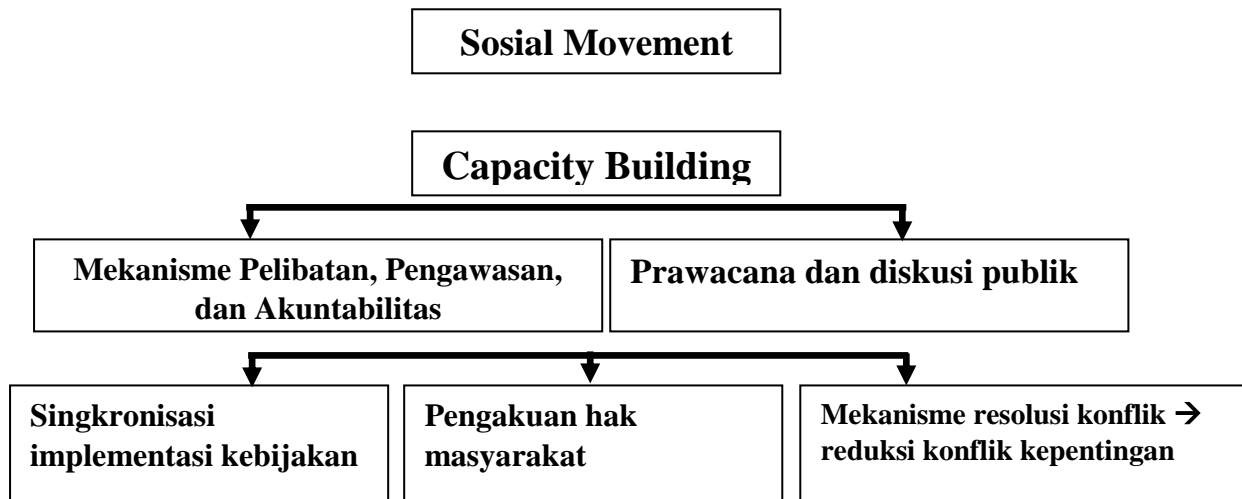 Sosial Movement
Capacity Building
Mekanisme Pelibatan, Pengawasan,
dan Akuntabilitas
Prawacana dan diskusi publik
Singkronisasi
implementasi kebijakan
Pengakuan hak
masyarakat
Mekanisme resolusi konflik →
reduksi konflik kepentingan